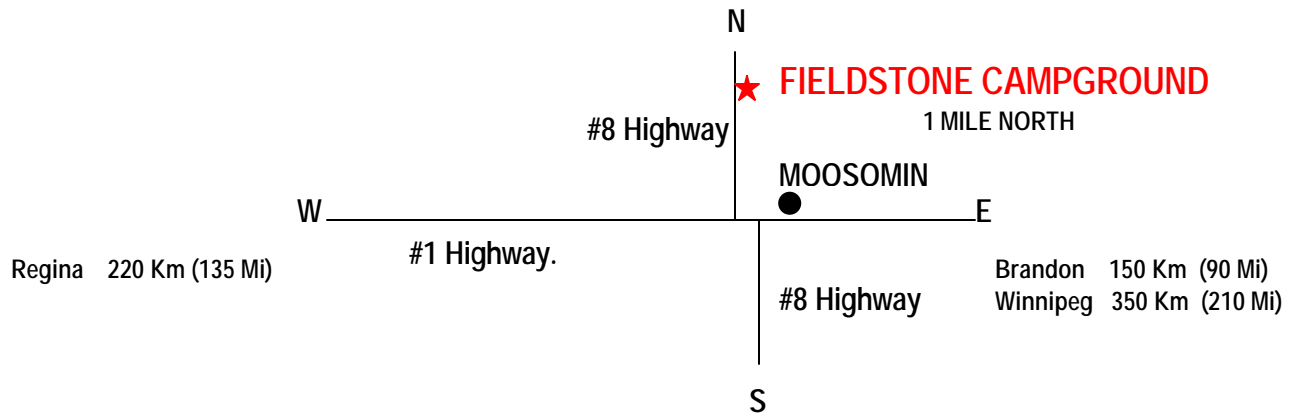 N
FIELDSTONE CAMPGROUND
#8 Highway
1 MILE NORTH
MOOSOMIN
W
E
#1 Highway.
Regina 220 Km (135 Mi)
Brandon 150 Km (90 Mi)
#8 Highway
Winnipeg 350 Km (210 Mi)
S